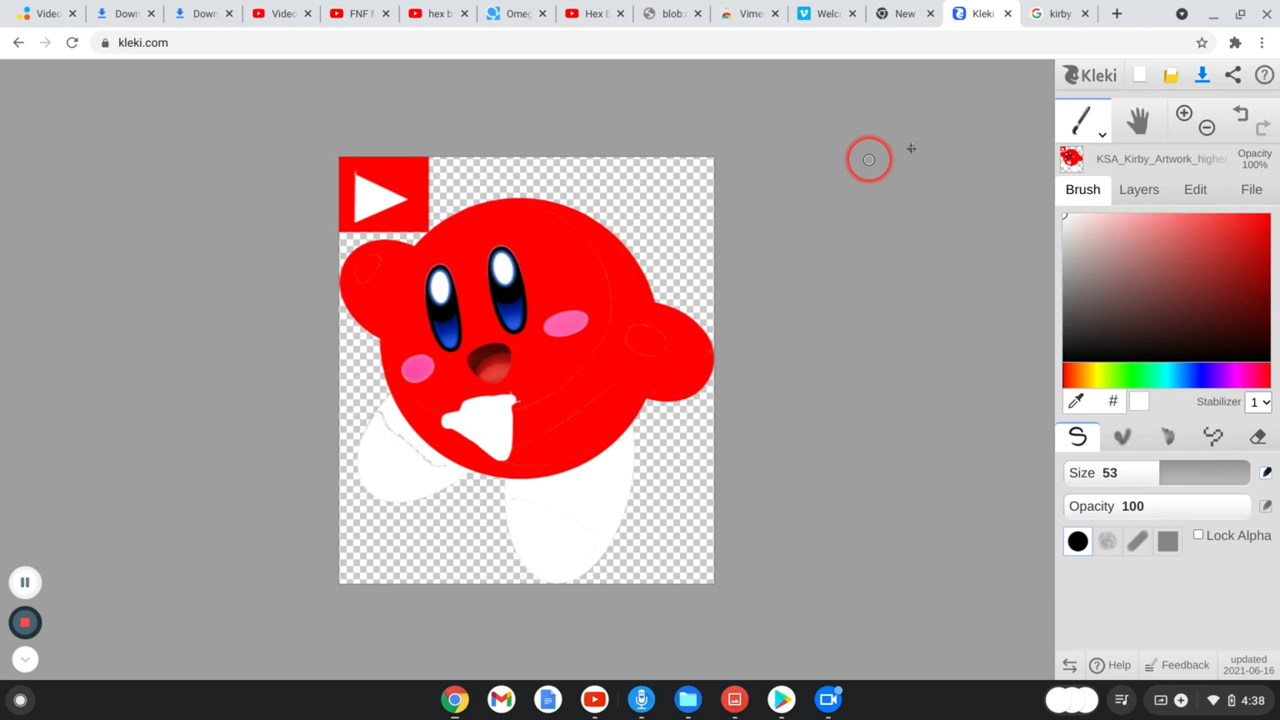 Video
Down
Down
Video
FNF M
hex b
Omeg
Hex B
blob:
Vime
Welc
New
Kleki
kirby
kleki.com
Kleki
KSA_Kirby_Artwork_higher
Opacity
100%
Brush Layers Edit File
# Stabilizer 1
Size 53
Opacity 100
Lock Alpha
Help Feedback updated
2021-06-16
4:38